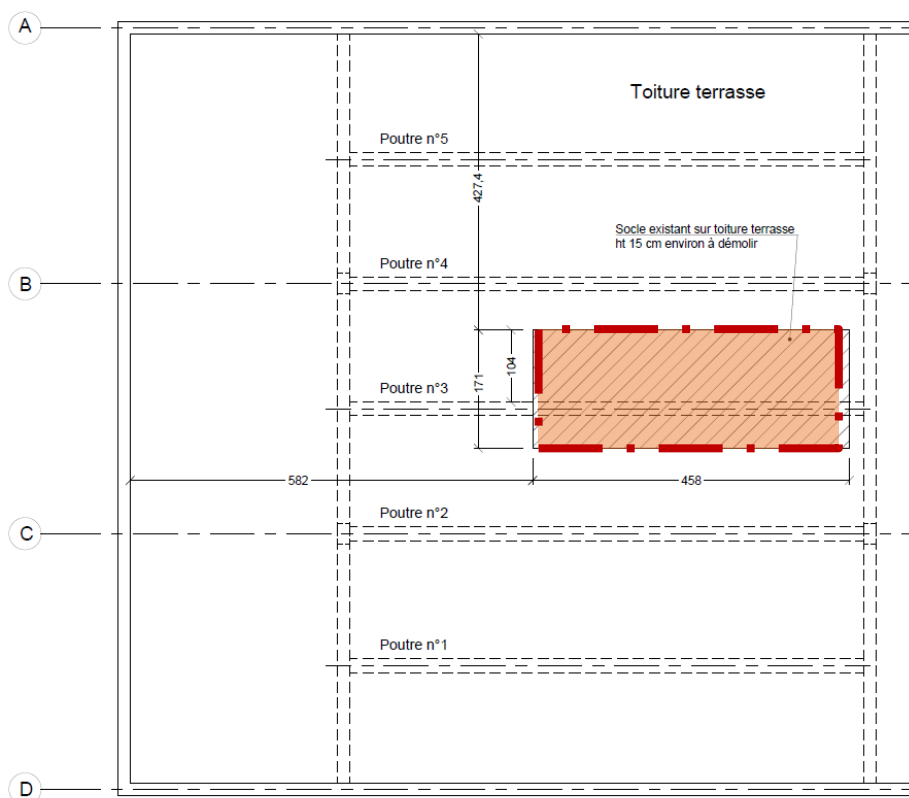 A
Toiture terrasse
Poutre n°5
427,4
Socle existant sur toiture terrasse
ht 15 cm environ à démolir
Poutre n°4
B
104
171
Poutre n°3
582
458
Poutre n°2
C
Poutre n°1
D